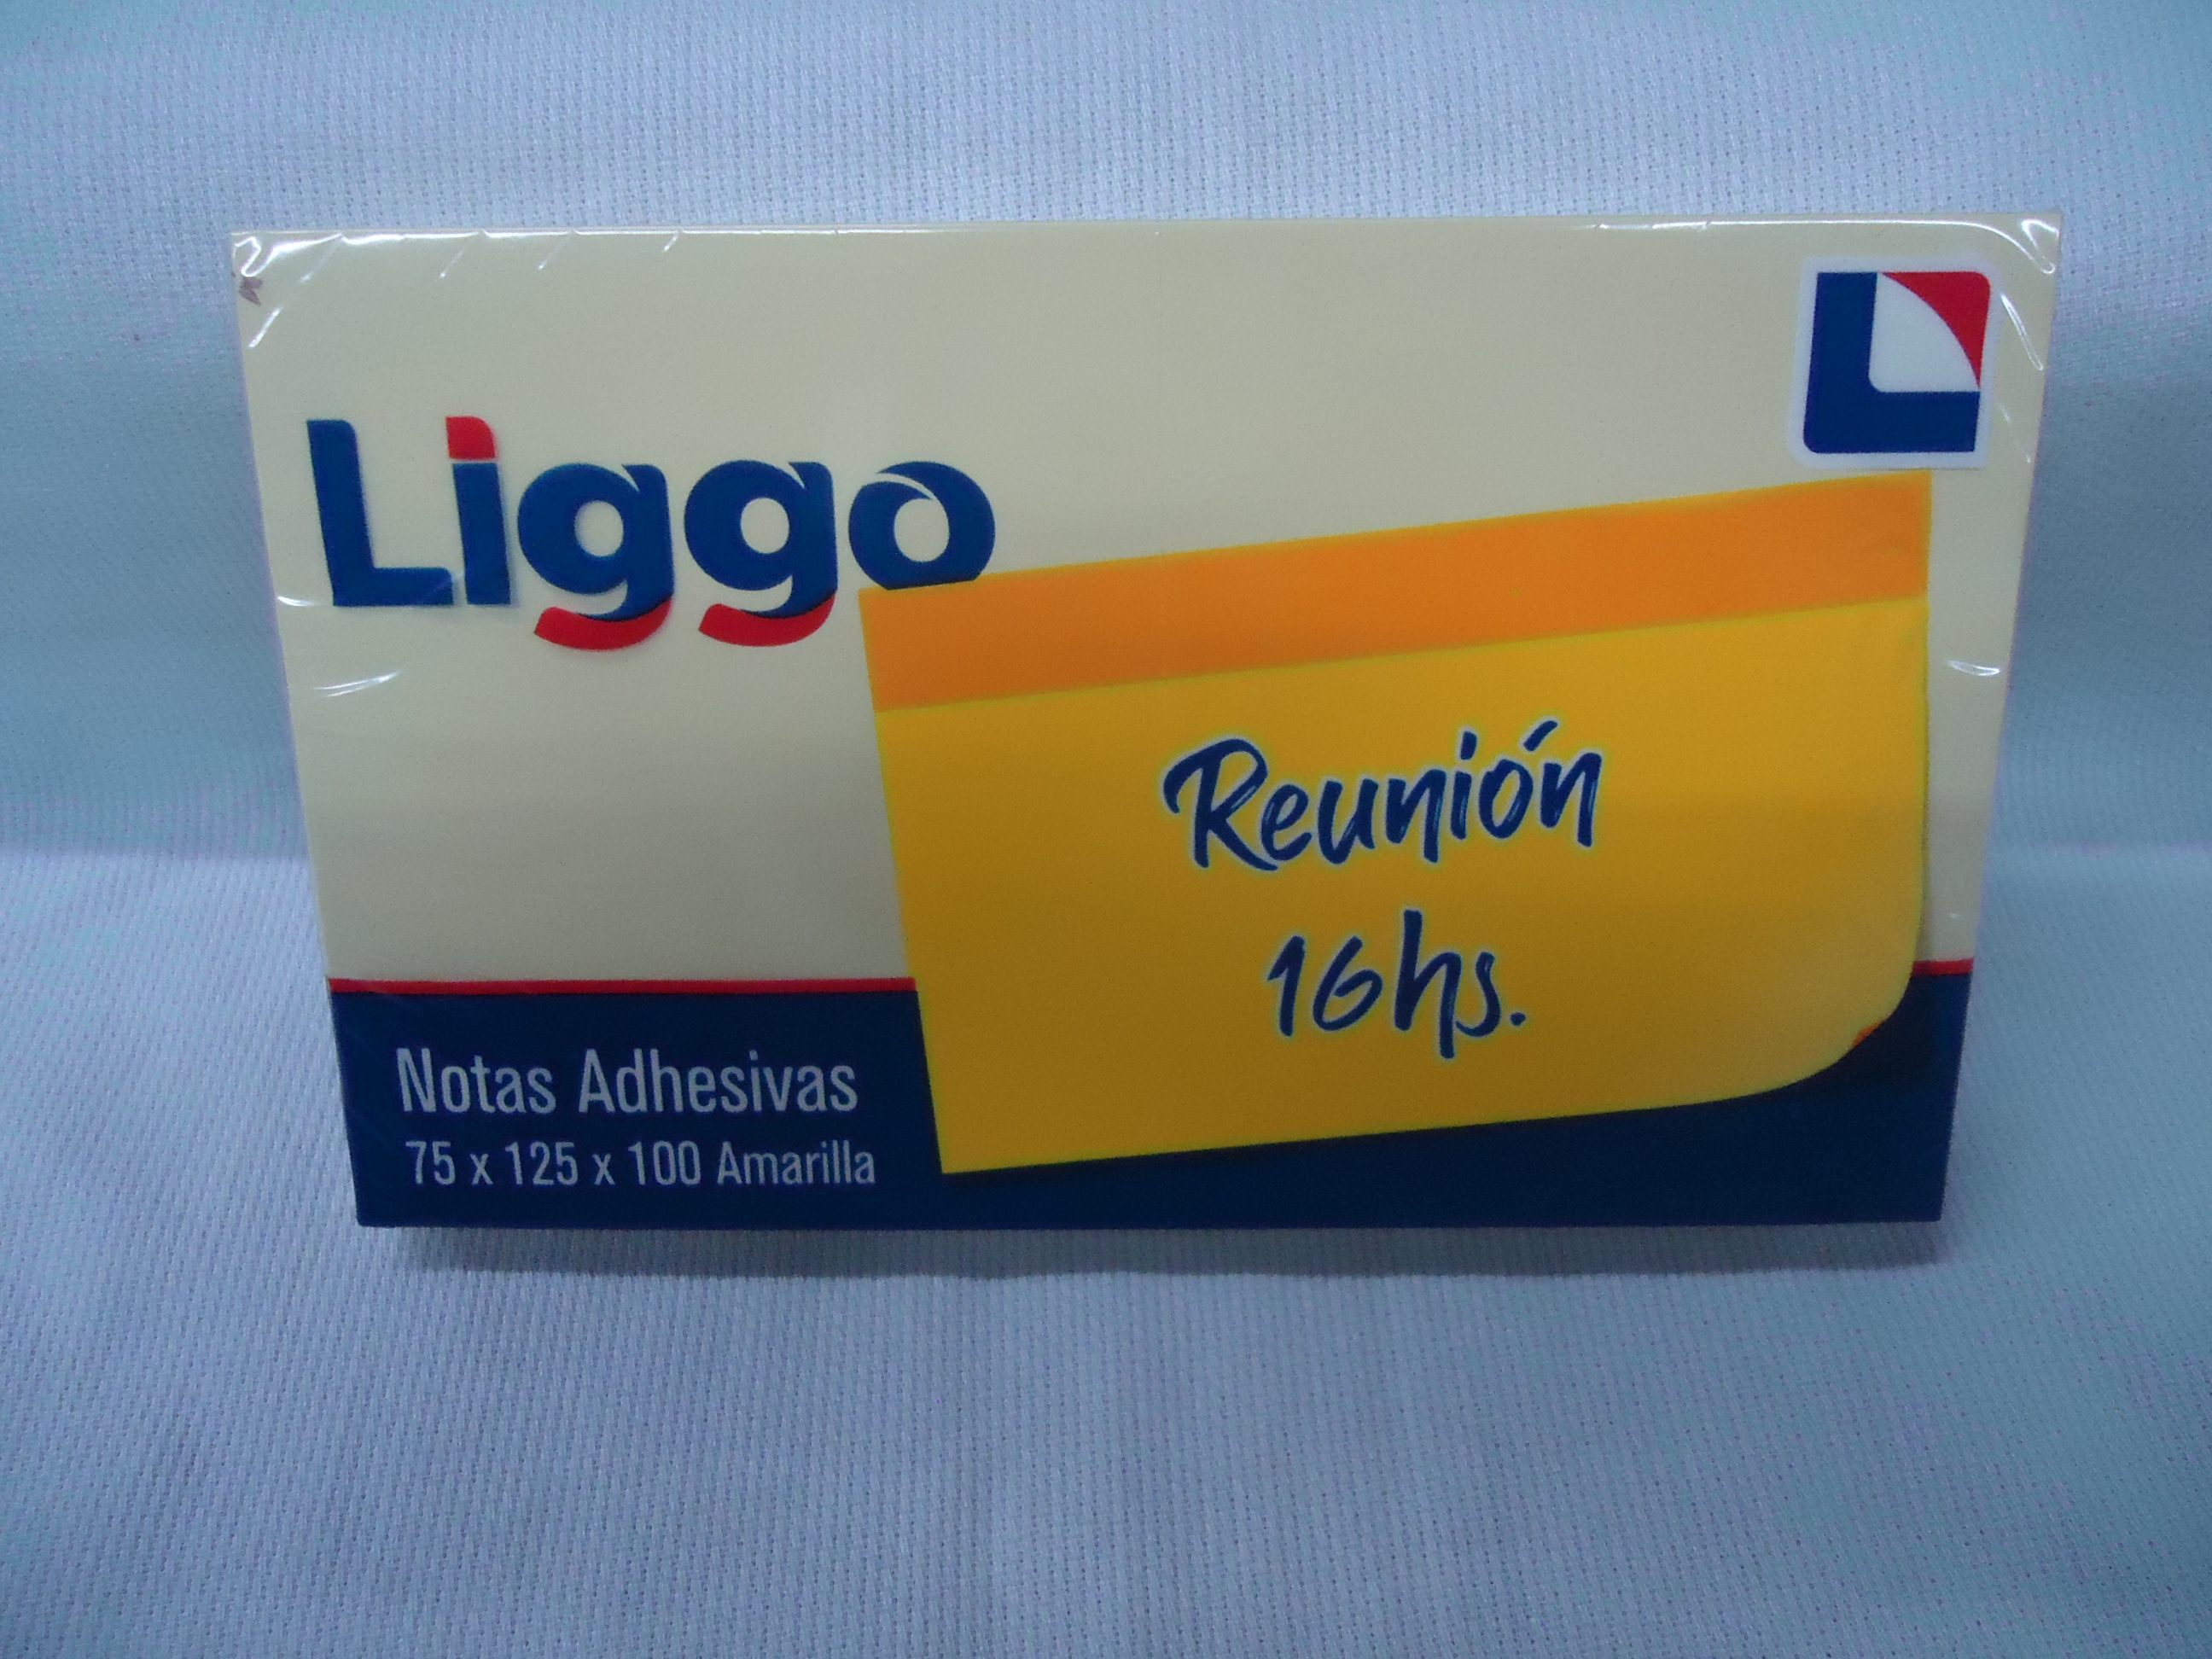 Liggo
Reunión
16hs.
Notas Adhesivas
75 x 125 x 100 Amarilla